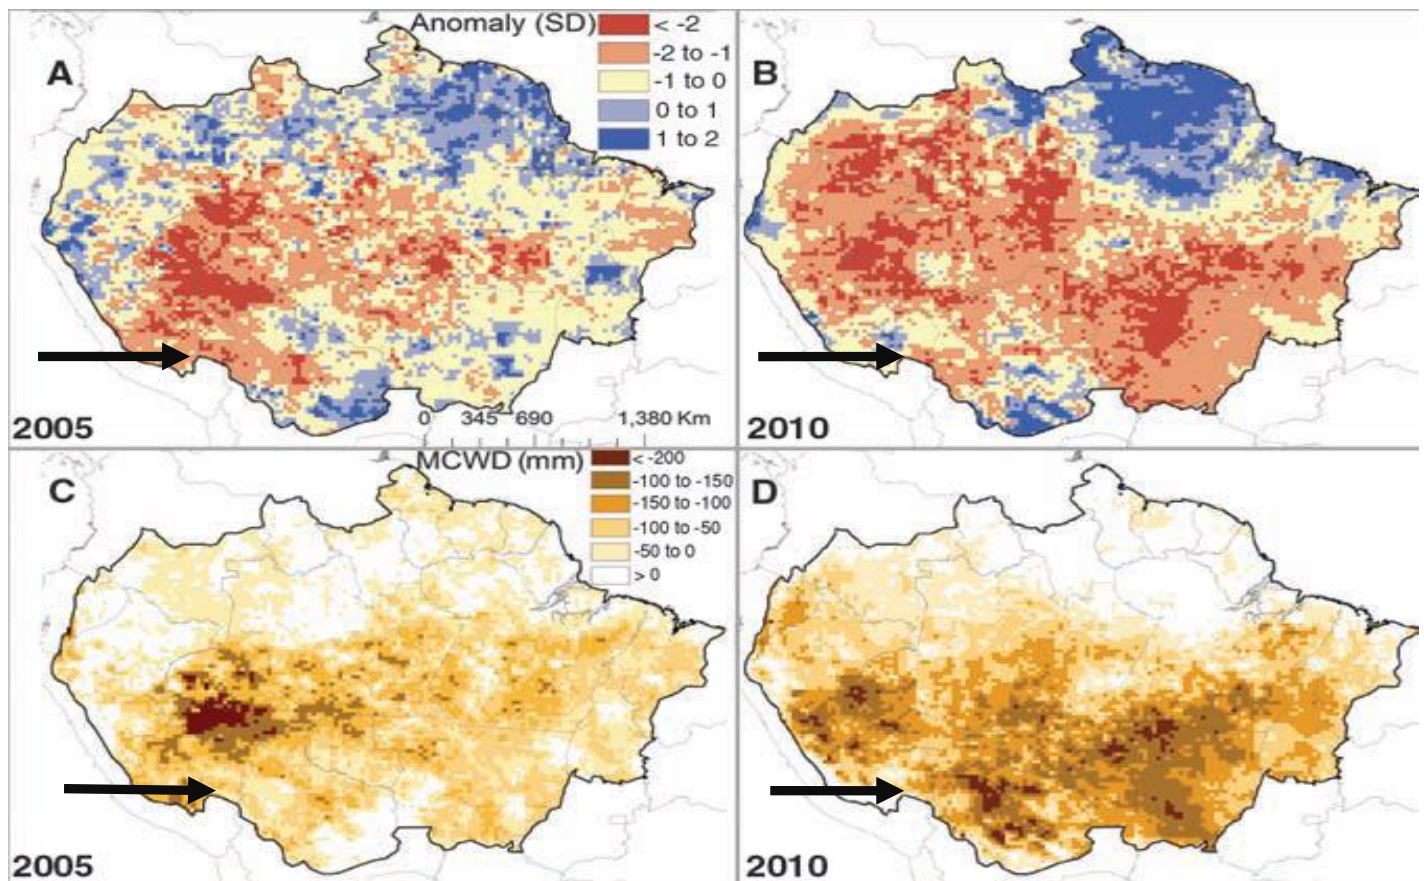 Anomaly (SD)
< -2
-2 to -1
-1 to 0
0 to 1
1 to 2
A
2005
0 345 690 1,380 Km
B
2010
MCWD (mm)
< -200
-100 to -150
-150 to -100
-100 to -50
-50 to 0
> 0
C
2005
D
2010